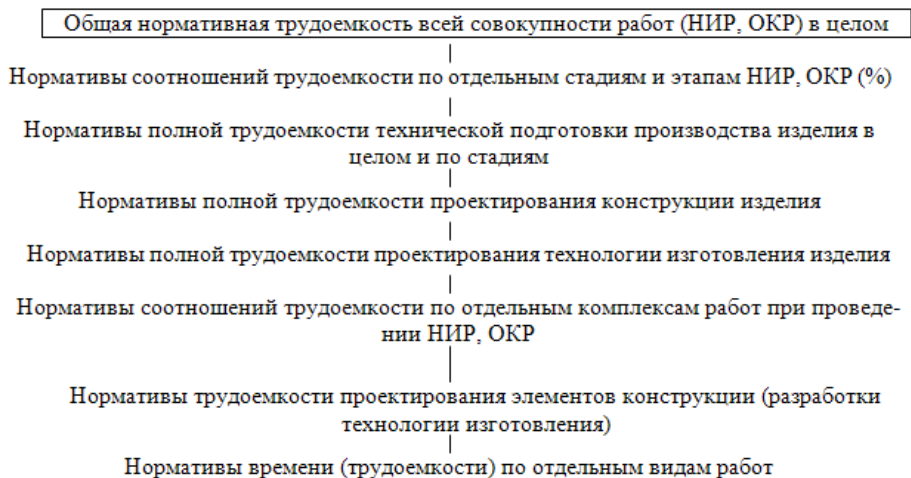 Общая нормативная трудоемкость всей совокупности работ (НИР, ОКР) в целом
Нормативы соотношений трудоемкости по отдельным стадиям и этапам НИР, ОКР (%)
Нормативы полной трудоемкости технической подготовки производства изделия в
целом и по стадиям
Нормативы полной трудоемкости проектирования конструкции изделия
Нормативы полной трудоемкости проектирования технологии изготовления изделия
Нормативы соотношений трудоемкости по отдельным комплексам работ при проведе-
нии НИР, ОКР
Нормативы трудоемкости проектирования элементов конструкции (разработки
технологии изготовления)
Нормативы времени (трудоемкости) по отдельным видам работ